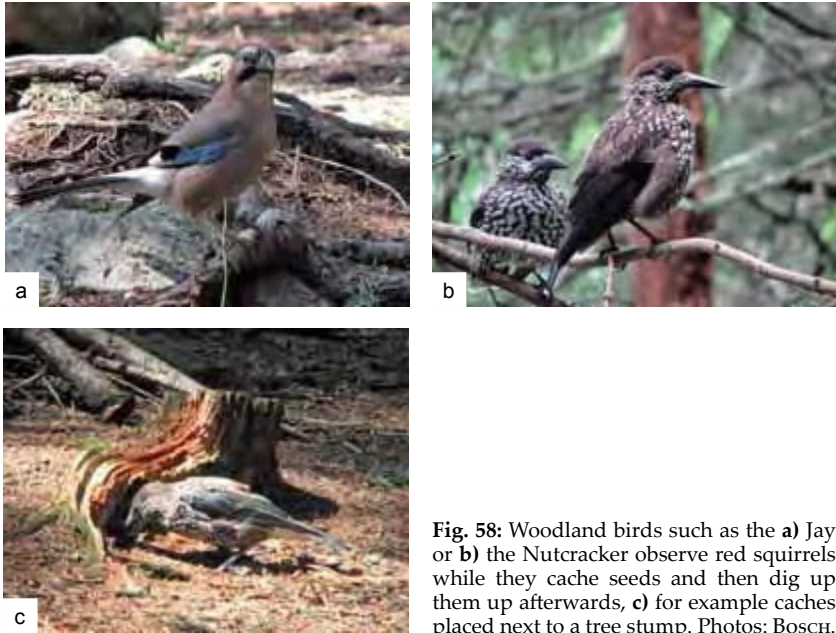 a
b
c
Fig. 58: Woodland birds such as the a) Jay
or b) the Nutcracker observe red squirrels
while they cache seeds and then dig up
them up afterwards, c) for example caches
placed next to a tree stump. Photos: BOSCH.